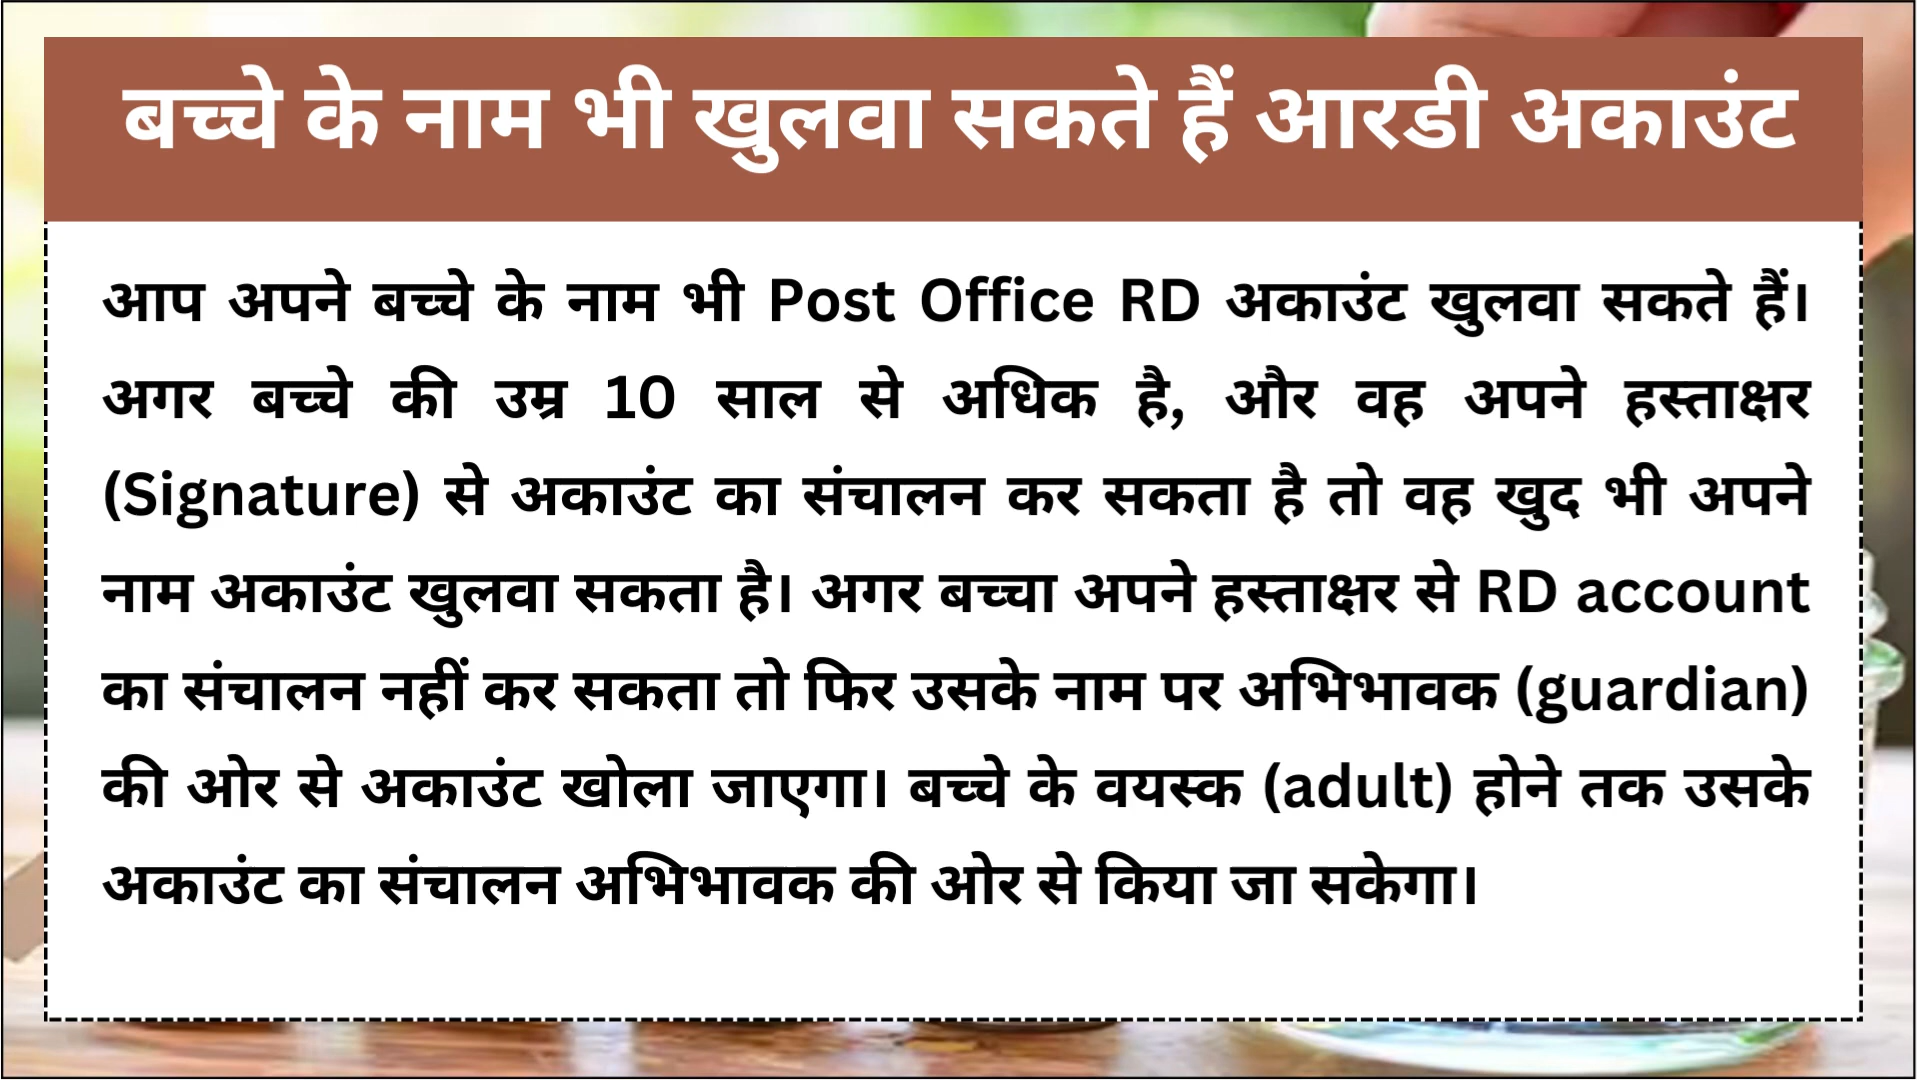 बच्चे के नाम भी खुलवा सकते हैं आरडी अकाउंट
आप अपने बच्चे के नाम भी Post Office RD अकाउंट खुलवा सकते हैं।
अगर बच्चे की उम्र 10 साल से अधिक है, और वह अपने हस्ताक्षर
(Signature) से अकाउंट का संचालन कर सकता है तो वह खुद भी अपने
नाम अकाउंट खुलवा सकता है। अगर बच्चा अपने हस्ताक्षर से RD account
का संचालन नहीं कर सकता तो फिर उसके नाम पर अभिभावक (guardian)
की ओर से अकाउंट खोला जाएगा। बच्चे के वयस्क (adult) होने तक उसके
अकाउंट का संचालन अभिभावक की ओर से किया जा सकेगा।